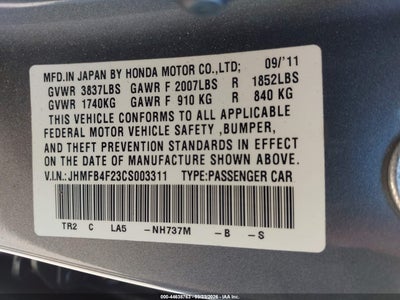 MFD.IN JAPAN BY HONDA MOTOR CO.,LTD; 09/'11
GVWR 3837LBS GAWR F 2007LBS R 1852LBS
GVWR 1740KG GAWR F 910 KG R 840 KG
THIS VEHICLE CONFORMS TO ALL APPLICABLE
FEDERAL MOTOR VEHICLE SAFETY ,BUMPER,
AND THEFT PREVENTION STANDARDS IN EFFECT
ON THE DATE OF MANUFACTURE SHOWN ABOVE.
V.I.N: JHMFB4F23CS003311 TYPE:PASSENGER CAR
TR2 C LA5 -NH737M -B -S